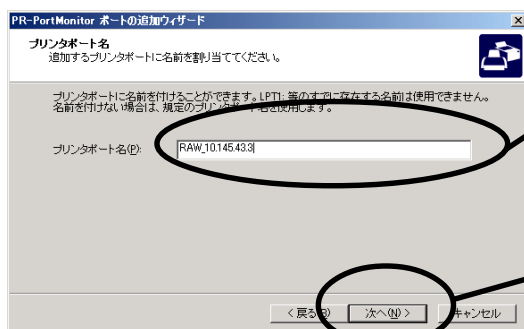 PR-PortMonitor ポートの追加ウィザード
プリンタポート名
追加するプリンタポートに名前を割り当ててください。
プリンタポートに名前を付けることができます。LPT1: 等のすでに存在する名前は使用できません。
名前を付けない場合は、規定のプリンタポート名を使用します。
プリンタポート名(P):
RAW_10.145.43.3
< 戻る(B)
次へ(N) >
キャンセル